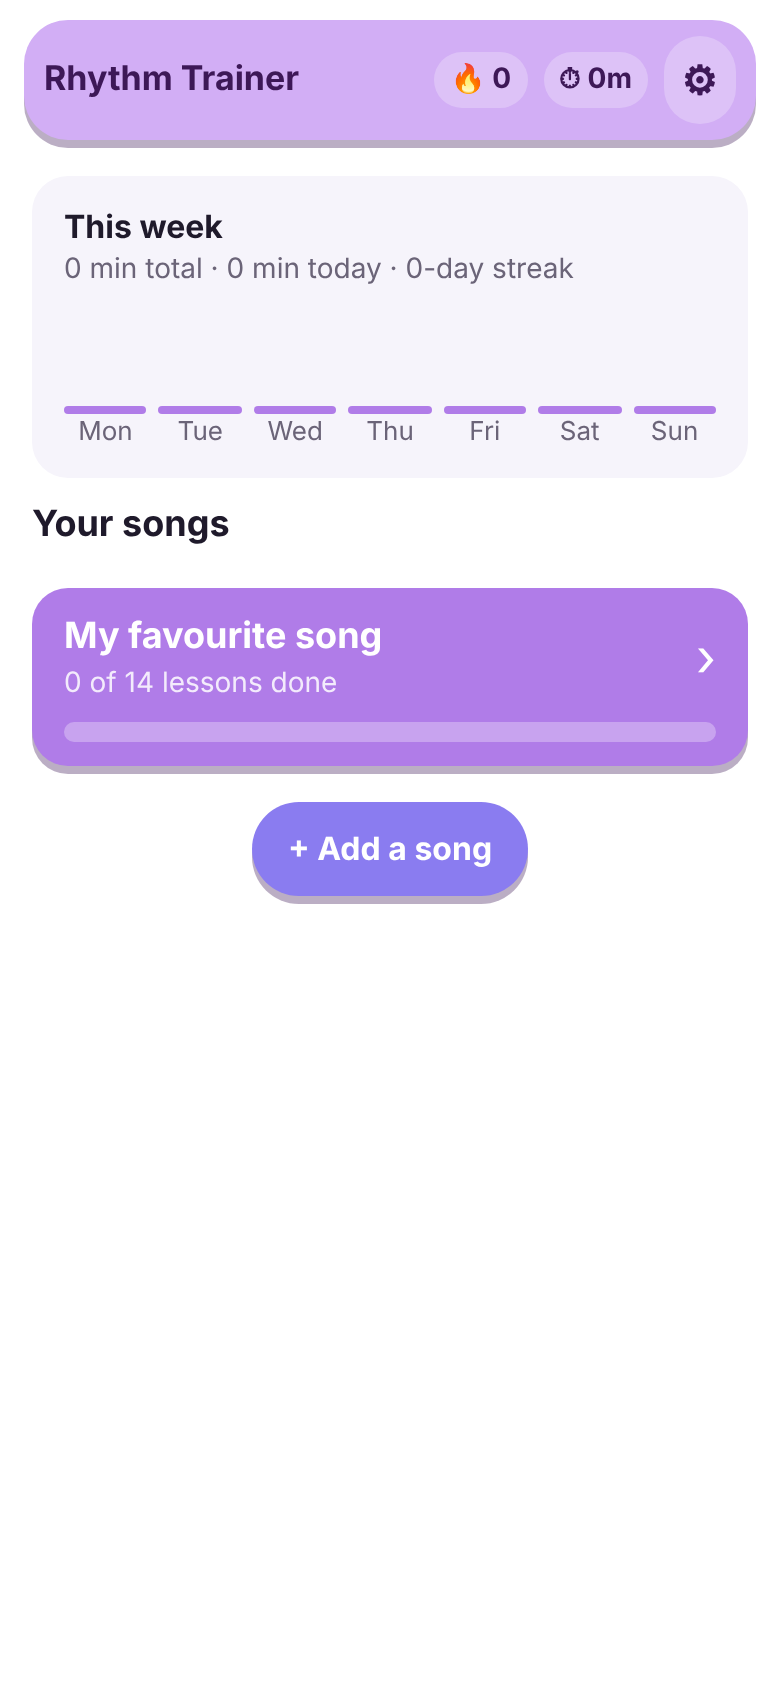 Rhythm Trainer 🔥 0 ⏱ 0m ⚙
This week
0 min total · 0 min today · 0-day streak
Mon Tue Wed Thu Fri Sat Sun
Your songs
My favourite song
0 of 14 lessons done
›
+ Add a song